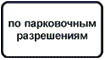 по парковочным
разрешениям